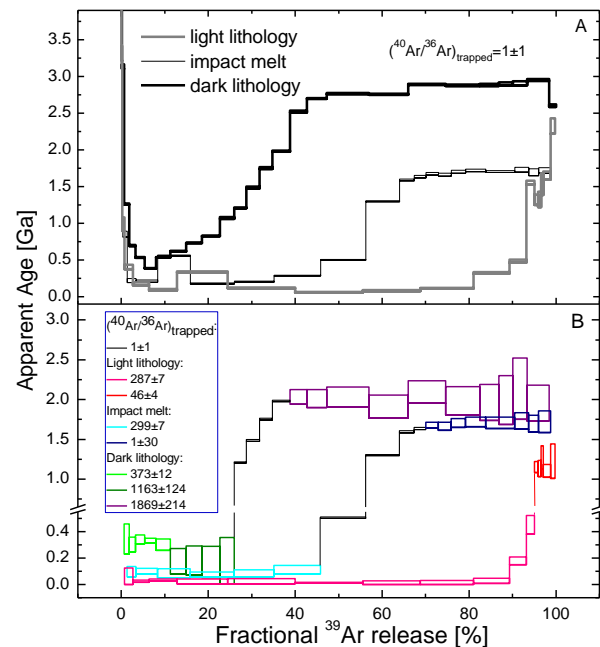 A
light lithology
impact melt
dark lithology
(⁴⁰Ar/³⁶Ar)trapped=1±1
3.5
3.0
2.5
2.0
1.5
1.0
0.5
0.0
Apparent Age [Ga]
B
(⁴⁰Ar/³⁶Ar)trapped:
1±1
Light lithology:
287±7
46±4
Impact melt:
299±7
1±30
Dark lithology:
373±12
1163±124
1869±214
2.0
1.5
1.0
0.4
0.2
0.0
0 20 40 60 80 100
Fractional ³⁹Ar release [%]